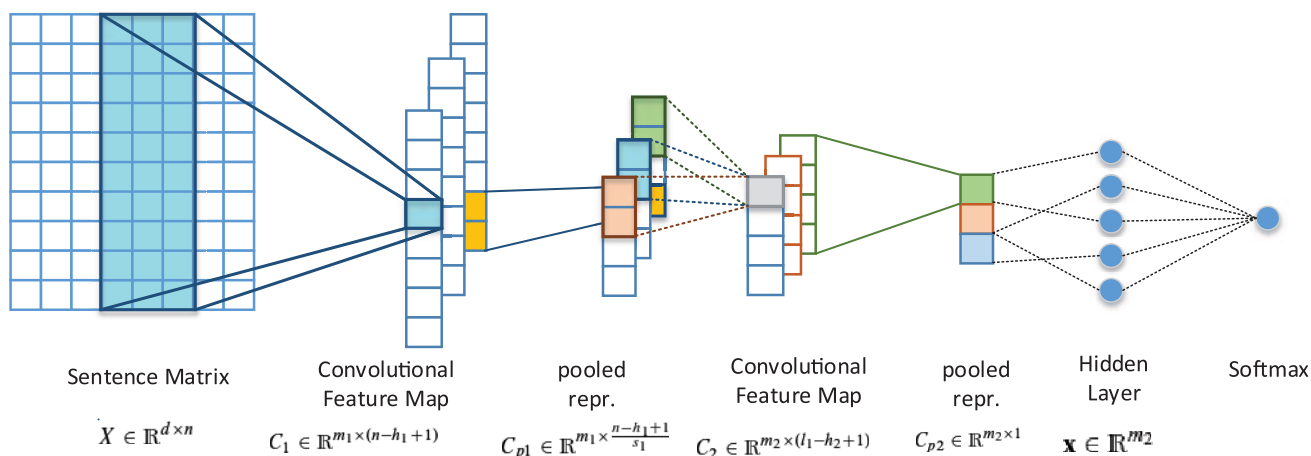 Sentence Matrix
Convolutional
Feature Map
pooled
repr.
Convolutional
Feature Map
pooled
repr.
Hidden
Layer
Softmax
X ∈ ℝ^{d×n}
C_1 ∈ ℝ^{m_1×(n−h_1+1)}
C_{p1} ∈ ℝ^{m_1×\frac{n−h_1+1}{s_1}}
C_2 ∈ ℝ^{m_2×(l_1−h_2+1)}
C_{p2} ∈ ℝ^{m_2×1}
x ∈ ℝ^{m_2}